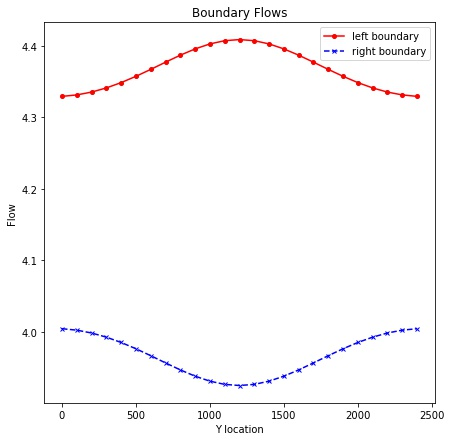 Boundary Flows
left boundary
right boundary
4.4
4.3
4.2
4.1
4.0
Flow
0 500 1000 1500 2000 2500
Y location